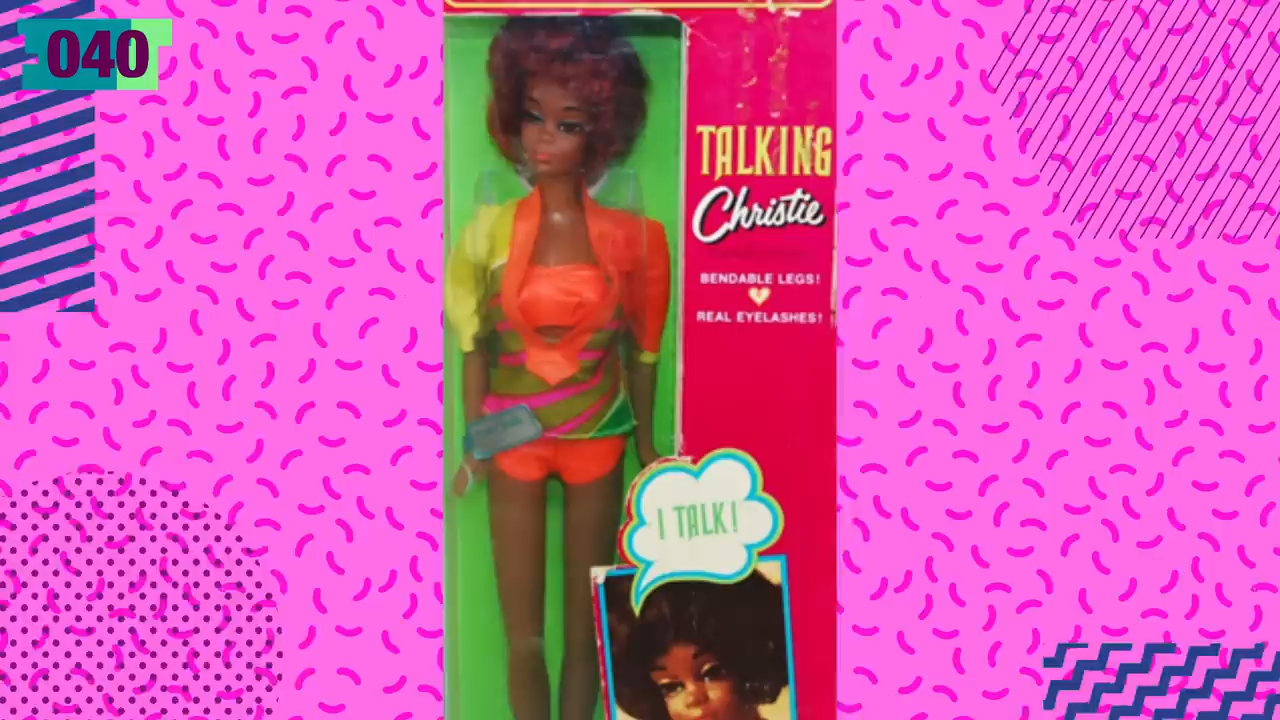 040
TALKING
Christie
BENDABLE LEGS!
REAL EYELASHES!
I TALK!